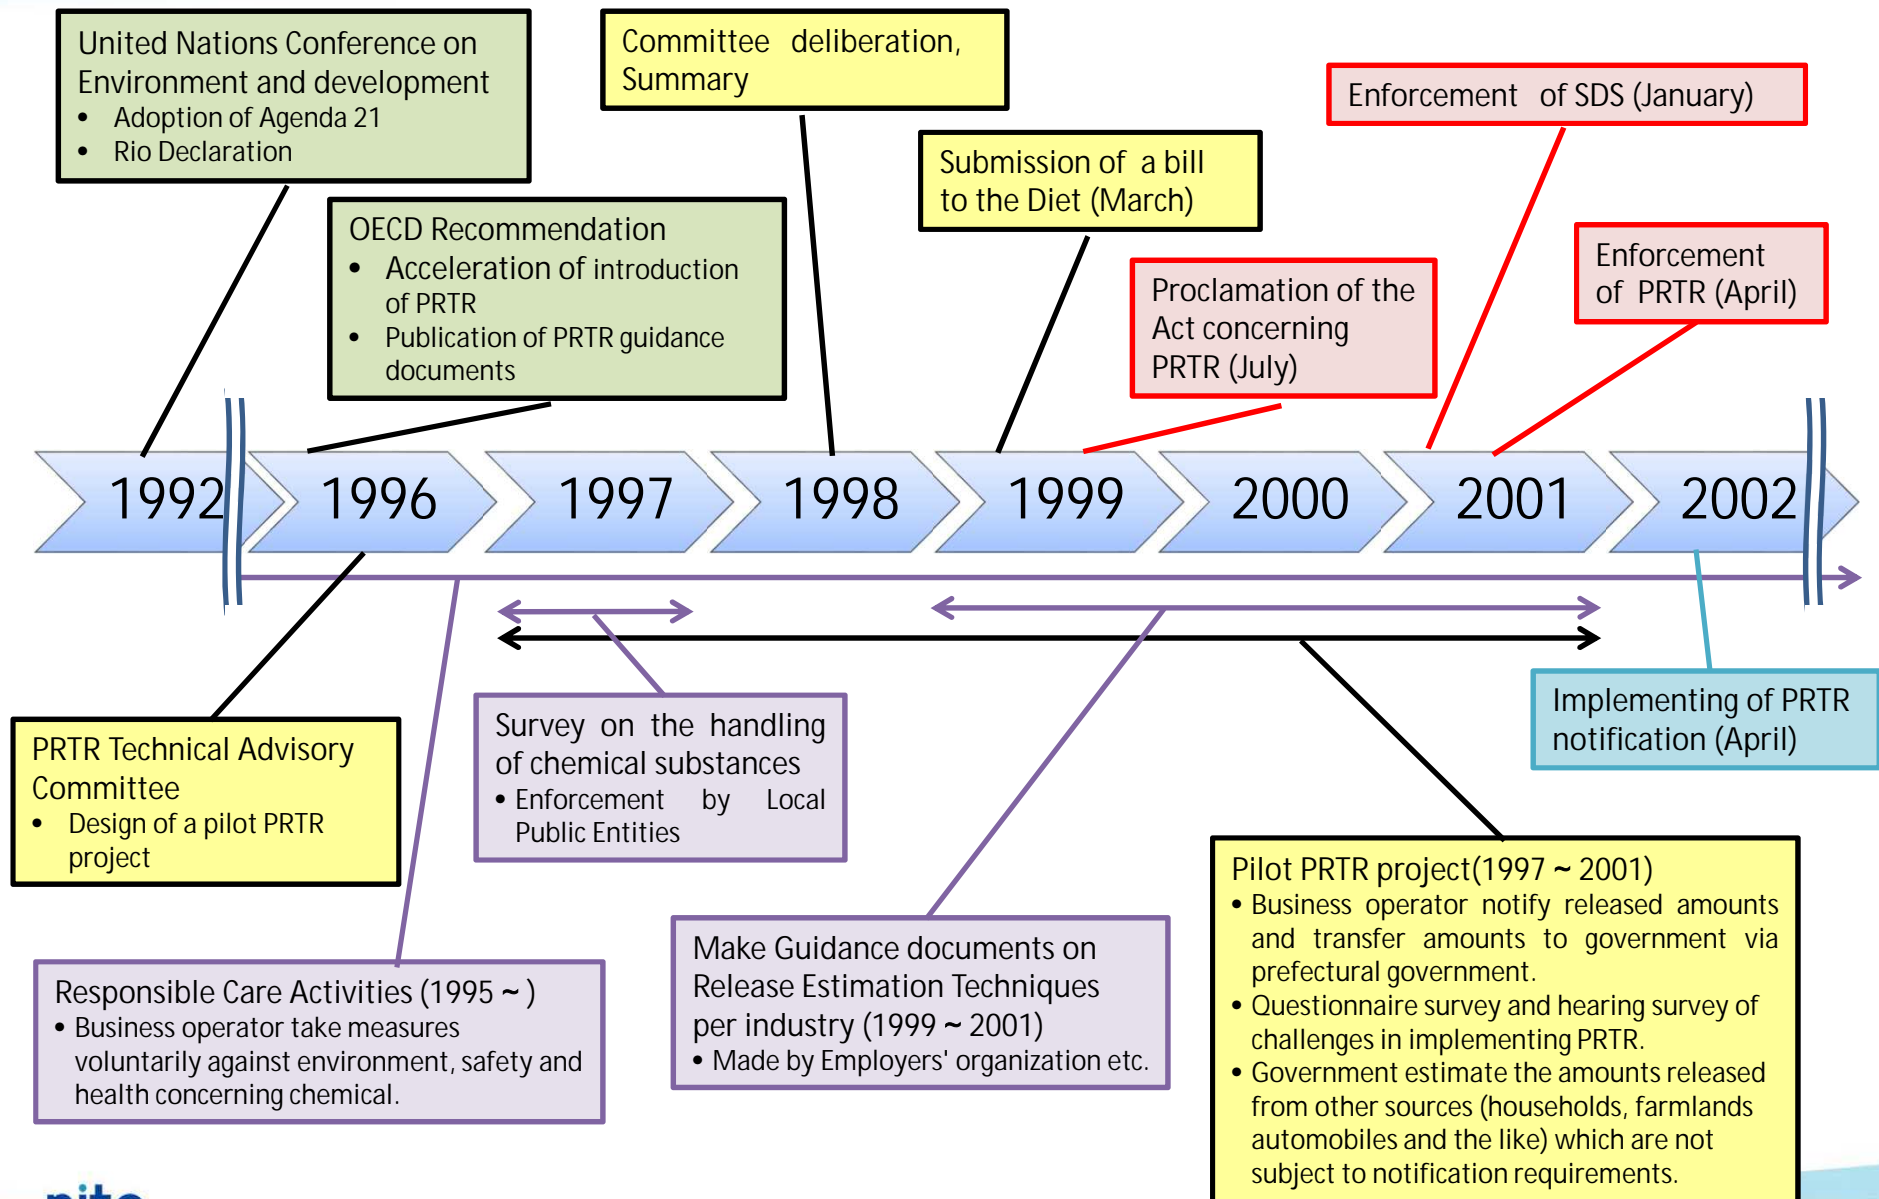 United Nations Conference on
Environment and development
• Adoption of Agenda 21
• Rio Declaration
Committee deliberation,
Summary
Enforcement of SDS (January)
Submission of a bill
to the Diet (March)
OECD Recommendation
• Acceleration of introduction
of PRTR
• Publication of PRTR guidance
documents
Proclamation of the
Act concerning
PRTR (July)
Enforcement
of PRTR (April)
1992
1996
1997
1998
1999
2000
2001
2002
PRTR Technical Advisory
Committee
• Design of a pilot PRTR
project
Survey on the handling
of chemical substances
• Enforcement by Local
Public Entities
Implementing of PRTR
notification (April)
Responsible Care Activities (1995 ~ )
• Business operator take measures
voluntarily against environment, safety and
health concerning chemical.
Make Guidance documents on
Release Estimation Techniques
per industry (1999 ~ 2001)
• Made by Employers' organization etc.
Pilot PRTR project(1997 ~ 2001)
• Business operator notify released amounts
and transfer amounts to government via
prefectural government.
• Questionnaire survey and hearing survey of
challenges in implementing PRTR.
• Government estimate the amounts released
from other sources (households, farmlands
automobiles and the like) which are not
subject to notification requirements.
nite